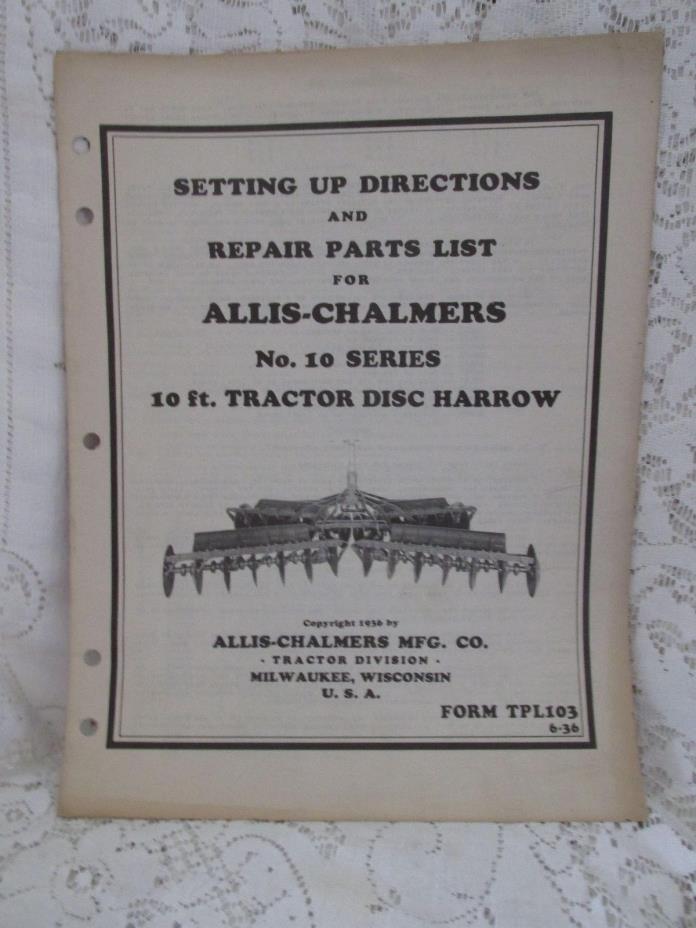 SETTING UP DIRECTIONS
AND
REPAIR PARTS LIST
FOR
ALLIS-CHALMERS
No. 10 SERIES
10 ft. TRACTOR DISC HARROW
Copyright 1936 by
ALLIS-CHALMERS MFG. CO.
- TRACTOR DIVISION -
MILWAUKEE, WISCONSIN
U. S. A.
FORM TPL103
6-36